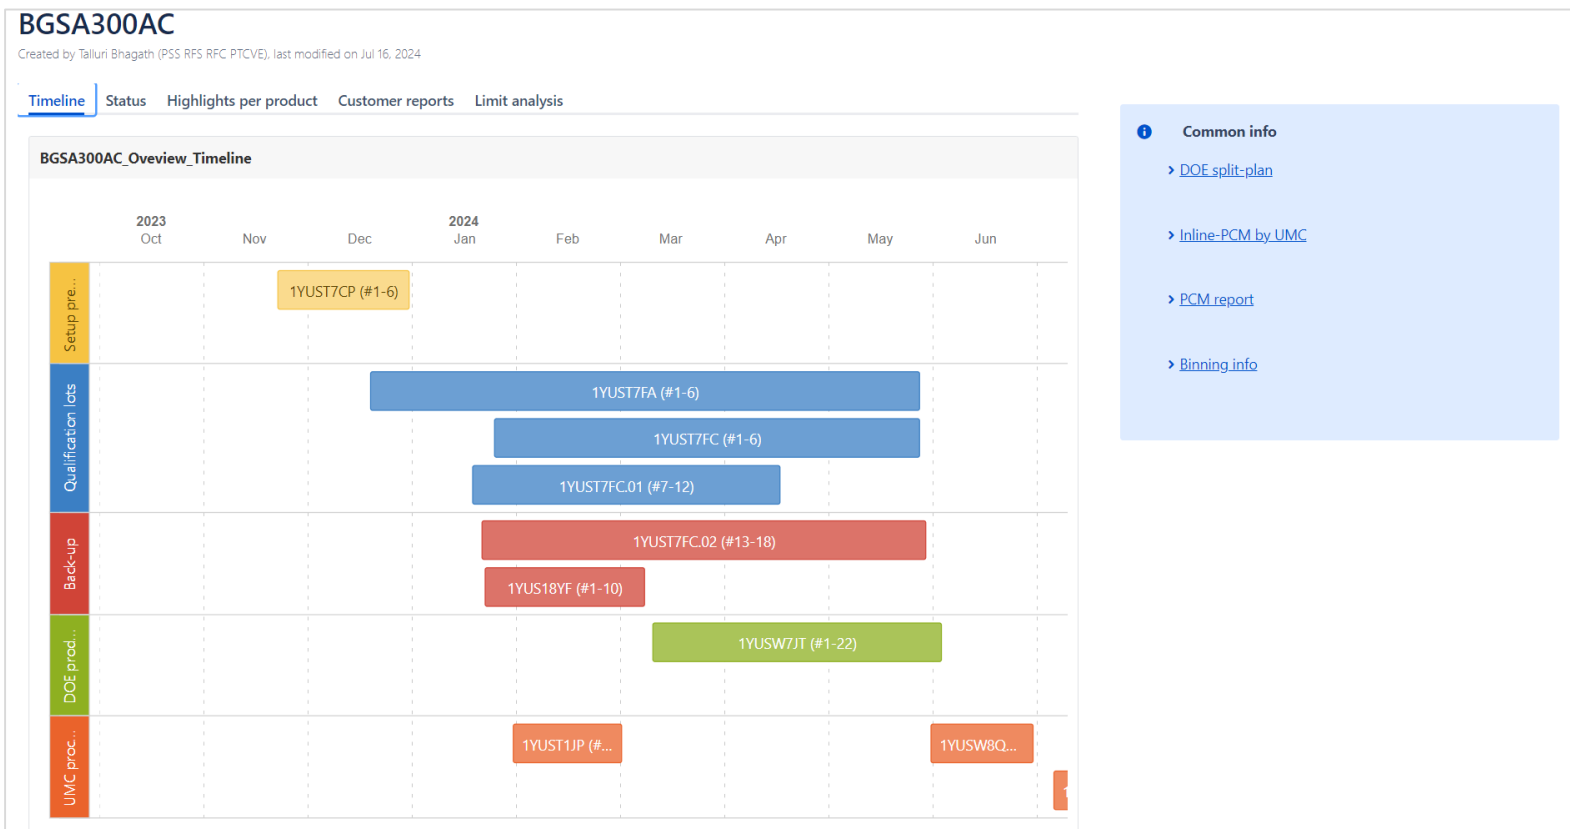 BGSA300AC
Created by Talluri Bhagath (PSS RFS RFC PTCVE), last modified on Jul 16, 2024
Timeline Status Highlights per product Customer reports Limit analysis
BGSA300AC_Oveview_Timeline
2023 2024
Oct Nov Dec Jan Feb Mar Apr May Jun
Setup pre...
1YUST7CP (#1-6)
Qualification lots
1YUST7FA (#1-6)
1YUST7FC (#1-6)
1YUST7FC.01 (#7-12)
Back-up
1YUST7FC.02 (#13-18)
1YUS18YF (#1-10)
DOE prod...
1YUSW7JT (#1-22)
UMC proc...
1YUST1JP (#...
1YUSW8Q...
Common info
DOE split-plan
Inline-PCM by UMC
PCM report
Binning info